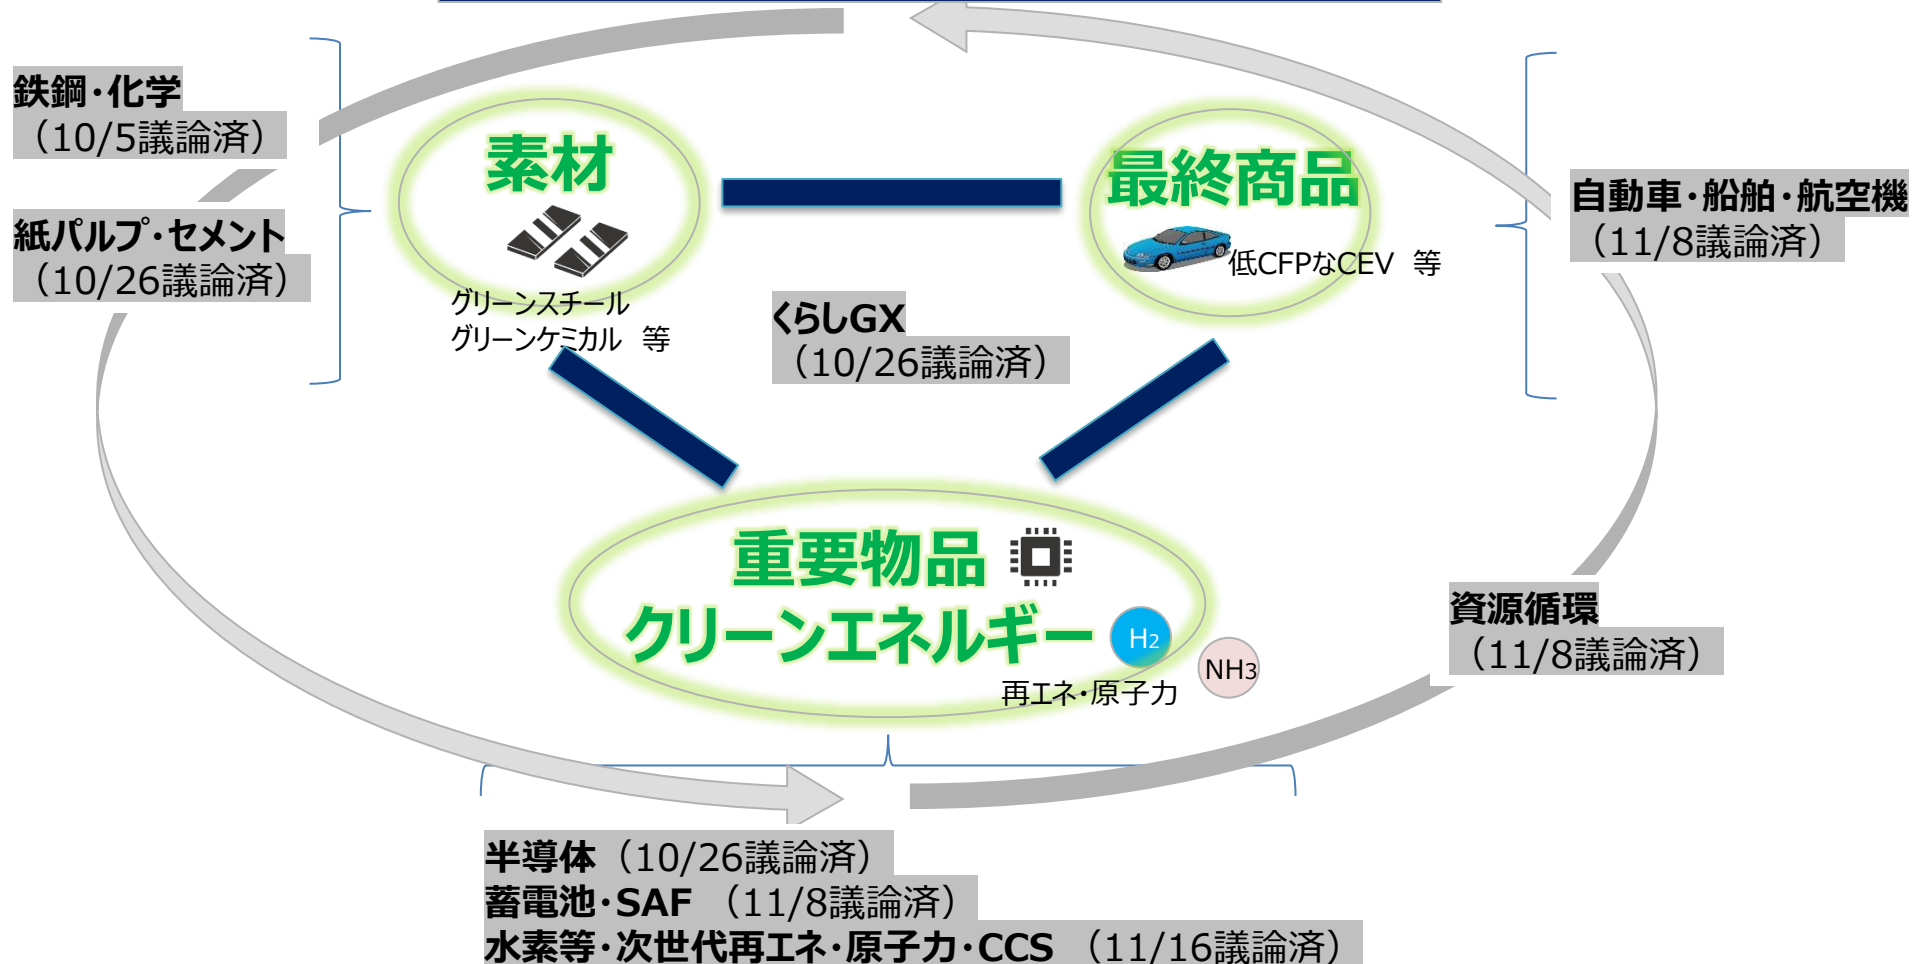 鉄鋼・化学
（10/5議論済）
紙パルプ・セメント
（10/26議論済）
素材
グリーンスチール
グリーンケミカル 等
最終商品
低CFPなCEV 等
自動車・船舶・航空機
（11/8議論済）
くらしGX
（10/26議論済）
重要物品
クリーンエネルギー
H2
NH3
再エネ・原子力
資源循環
（11/8議論済）
半導体（10/26議論済）
蓄電池・SAF （11/8議論済）
水素等・次世代再エネ・原子力・CCS （11/16議論済）